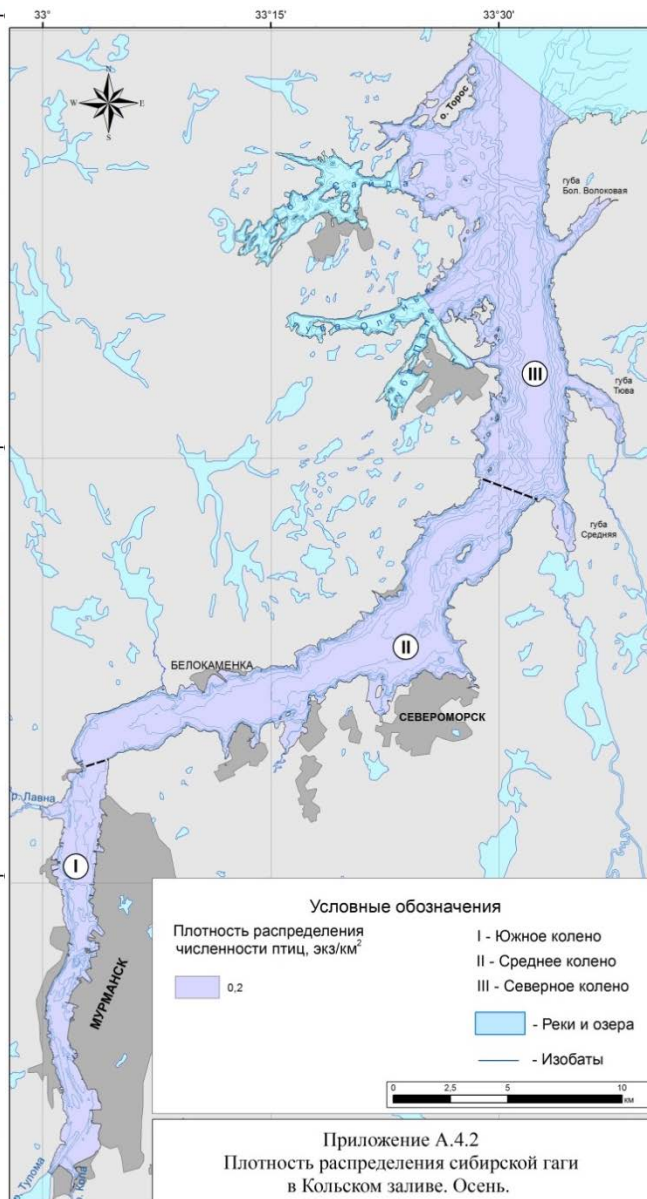 33°
33°15'
33°30'
N
W
E
S
о. Торос
губа
Бол. Волоковая
III
губа
Тюва
губа
Средняя
II
БЕЛОКАМЕНКА
СЕВЕРОМОРСК
р. Лавна
I
МУРМАНСК
р. Тулома
р. Кола
Условные обозначения
Плотность распределения
численности птиц, экз/км²
0,2
I - Южное колено
II - Среднее колено
III - Северное колено
- Реки и озера
- Изобаты
0 2,5 5 10
км
Приложение А.4.2
Плотность распределения сибирской гаги
в Кольском заливе. Осень.